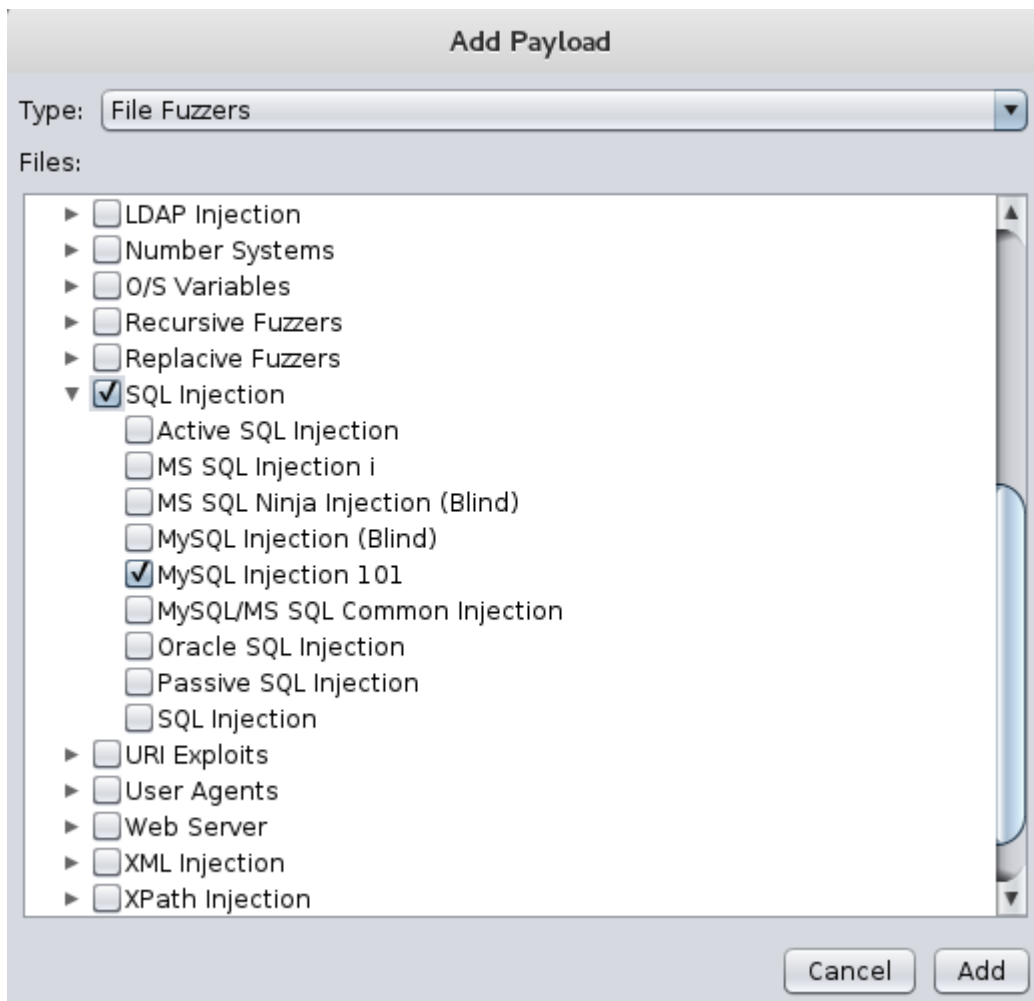 Add Payload
Type: File Fuzzers
Files:
LDAP Injection
Number Systems
O/S Variables
Recursive Fuzzers
Replacive Fuzzers
SQL Injection
Active SQL Injection
MS SQL Injection i
MS SQL Ninja Injection (Blind)
MySQL Injection (Blind)
MySQL Injection 101
MySQL/MS SQL Common Injection
Oracle SQL Injection
Passive SQL Injection
SQL Injection
URI Exploits
User Agents
Web Server
XML Injection
XPath Injection
Cancel Add